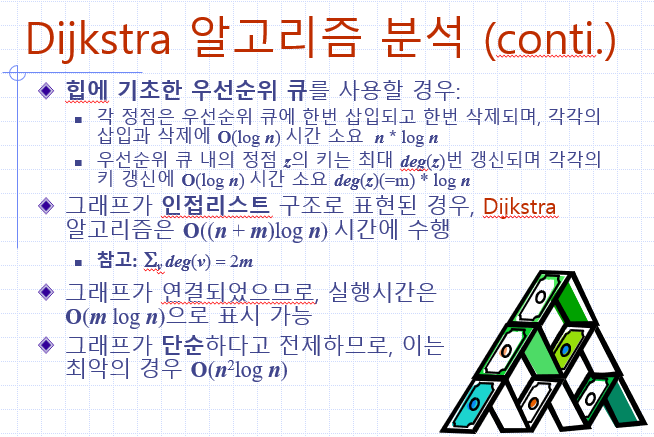 Dijkstra 알고리즘 분석 (conti.)
힙에 기초한 우선순위 큐를 사용할 경우:
각 정점은 우선순위 큐에 한번 삽입되고 한번 삭제되며, 각각의
삽입과 삭제에 O(log n) 시간 소요 n * log n
우선순위 큐 내의 정점 z의 키는 최대 deg(z)번 갱신되며 각각의
키 갱신에 O(log n) 시간 소요 deg(z)(=m) * log n
그래프가 인접리스트 구조로 표현된 경우, Dijkstra
알고리즘은 O((n + m)log n) 시간에 수행
참고: Σv deg(v) = 2m
그래프가 연결되었으므로, 실행시간은
O(m log n)으로 표시 가능
그래프가 단순하다고 전제하므로, 이는
최악의 경우 O(n²log n)